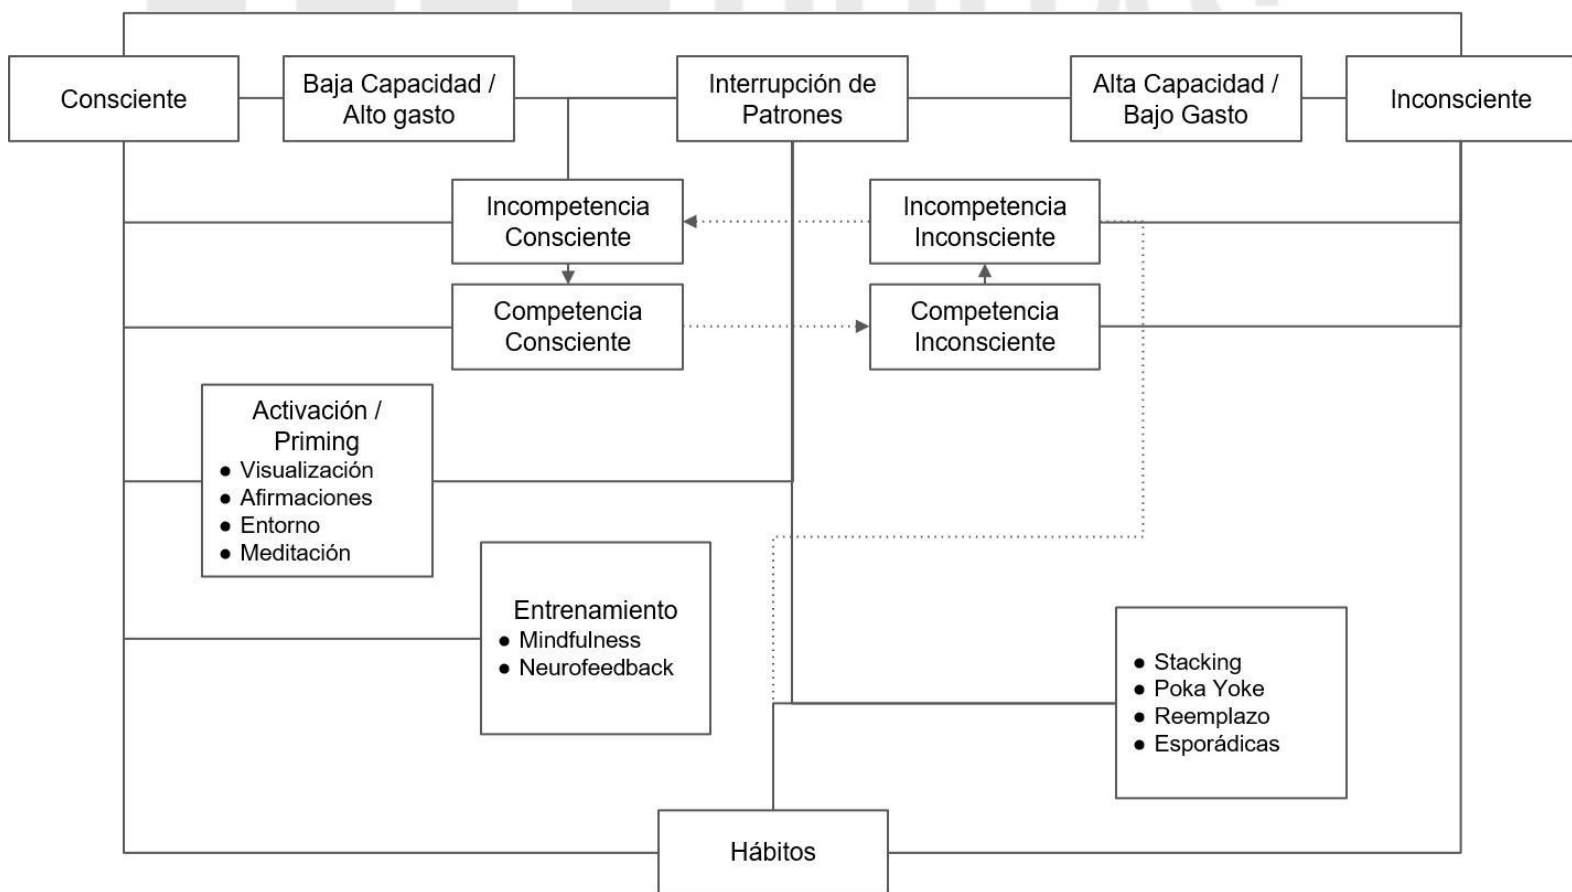 Consciente
Baja Capacidad /
Alto gasto
Interrupción de
Patrones
Alta Capacidad /
Bajo Gasto
Inconsciente
Incompetencia
Consciente
Incompetencia
Inconsciente
Competencia
Consciente
Competencia
Inconsciente
Activación /
Priming
● Visualización
● Afirmaciones
● Entorno
● Meditación
Entrenamiento
● Mindfulness
● Neurofeedback
● Stacking
● Poka Yoke
● Reemplazo
● Esporádicas
Hábitos